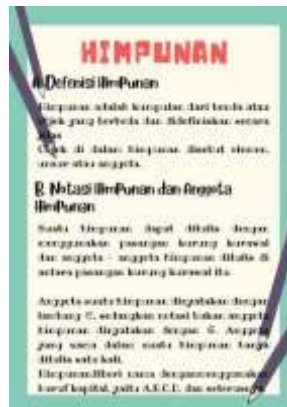 HIMPUNAN
A. Defenisi HimPunan
Himpunan adalah kumpulan dari benda atau
objek yang berbeda dan didefinisikan secara
jelas
Objek di dalam himpunan disebut elemen,
unsur atau anggota.
B. Notasi HimPunan dan Anggota
HimPunan
Suatu himpunan dapat ditulis dengan
menggunakan pasangan kurung kurawal
dan anggota - anggota himpunan ditulis di
antara pasangan kurung kurawal itu.
Anggota suatu himpunan dinyatakan dengan
lambang ∈, sedangkan notasi bukan anggota
himpunan dinyatakan dengan ∉. Anggota
yang sama dalam suatu himpunan hanya
ditulis satu kali.
Himpunan diberi nama dengan menggunakan
huruf kapital, yaitu A,B,C,D, dan seterusnya